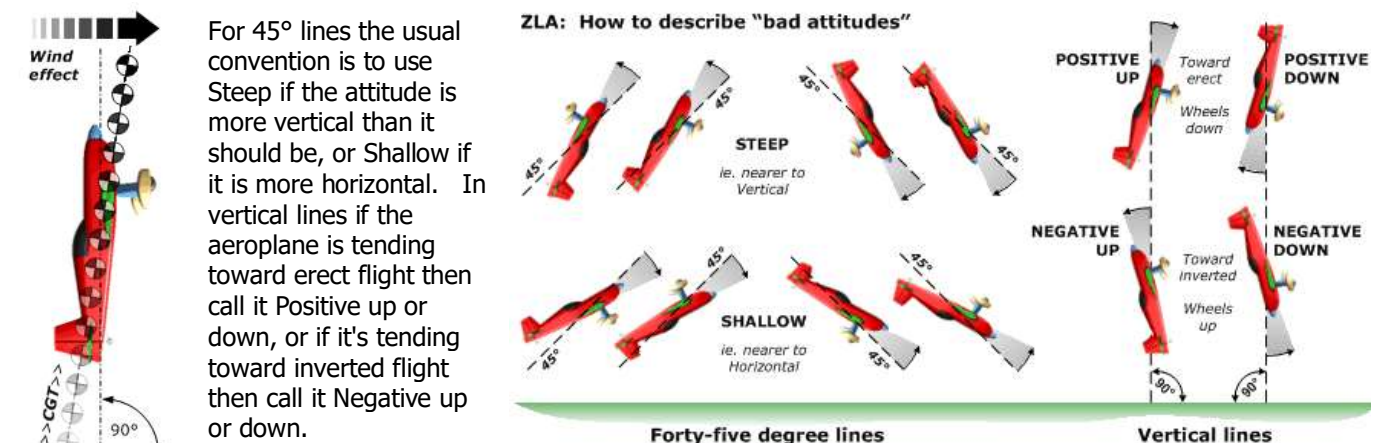 Wind
effect
>>CGT>>
90°
For 45° lines the usual
convention is to use
Steep if the attitude is
more vertical than it
should be, or Shallow if
it is more horizontal. In
vertical lines if the
aeroplane is tending
toward erect flight then
call it Positive up or
down, or if it's tending
toward inverted flight
then call it Negative up
or down.
ZLA: How to describe “bad attitudes”
45°
45°
45°
45°
STEEP
ie. nearer to
Vertical
45°
45°
45°
45°
SHALLOW
ie. nearer to
Horizontal
Forty-five degree lines
POSITIVE
UP
Toward
erect
Wheels
down
POSITIVE
DOWN
NEGATIVE
UP
Toward
inverted
Wheels
up
NEGATIVE
DOWN
90°
90°
Vertical lines